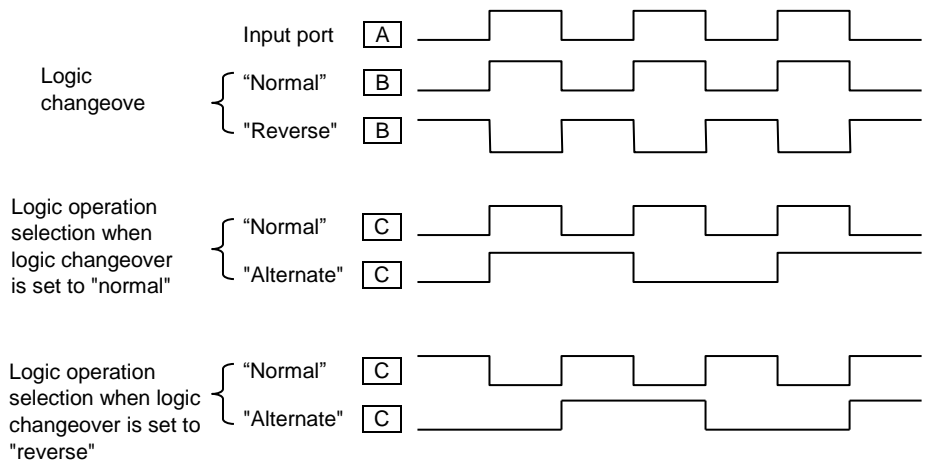 Input port A
Logic
changeove
“Normal” B
"Reverse" B
Logic operation
selection when
logic changeover
is set to "normal"
“Normal” C
"Alternate" C
Logic operation
selection when logic
changeover is set to
"reverse"
“Normal” C
"Alternate" C